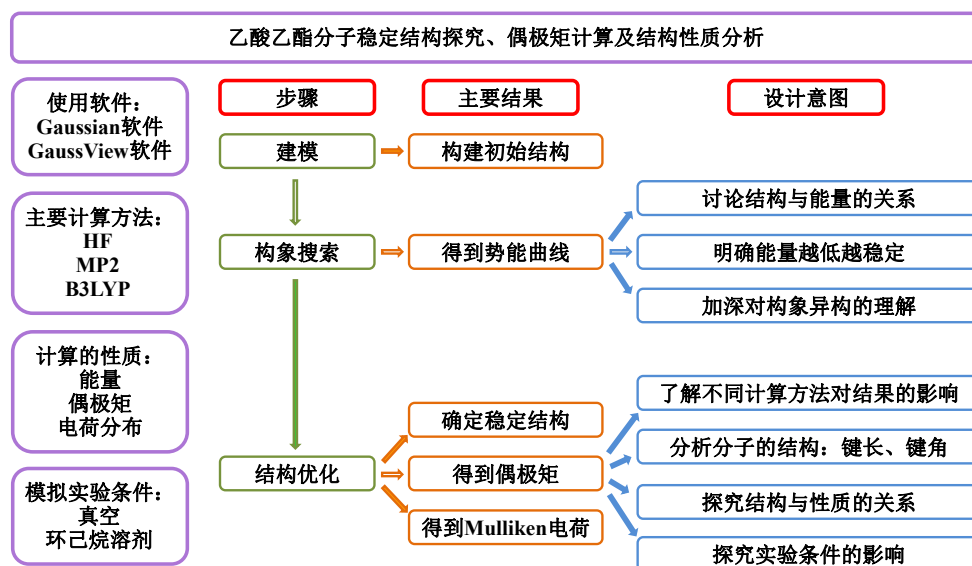 乙酸乙酯分子稳定结构探究、偶极矩计算及结构性质分析
使用软件：
Gaussian软件
GaussView软件
主要计算方法：
HF
MP2
B3LYP
计算的性质：
能量
偶极矩
电荷分布
模拟实验条件：
真空
环己烷溶剂
步骤
主要结果
设计意图
建模
构建初始结构
构象搜索
得到势能曲线
讨论结构与能量的关系
明确能量越低越稳定
加深对构象异构的理解
结构优化
确定稳定结构
得到偶极矩
得到Mulliken电荷
了解不同计算方法对结果的影响
分析分子的结构：键长、键角
探究结构与性质的关系
探究实验条件的影响